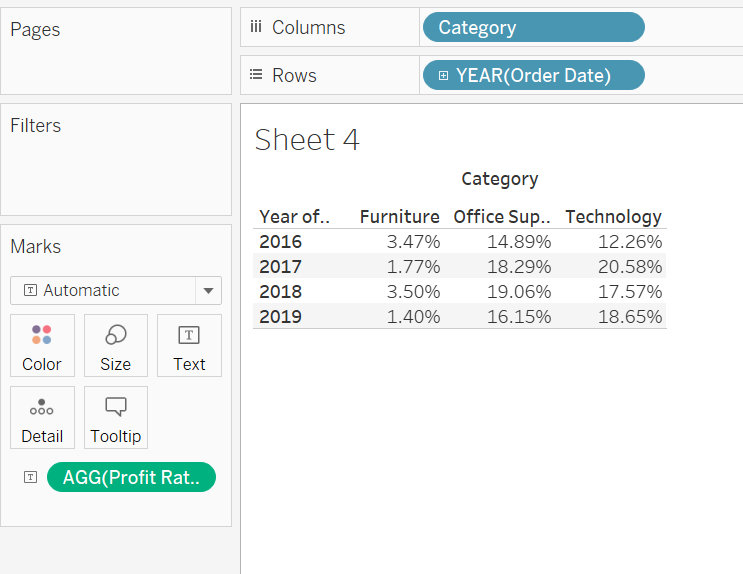 Pages
Columns
Category
Rows
YEAR(Order Date)
Filters
Sheet 4
Category
Year of.. Furniture Office Sup.. Technology
2016 3.47% 14.89% 12.26%
2017 1.77% 18.29% 20.58%
2018 3.50% 19.06% 17.57%
2019 1.40% 16.15% 18.65%
Marks
T Automatic
Color Size Text
Detail Tooltip
T AGG(Profit Rat..